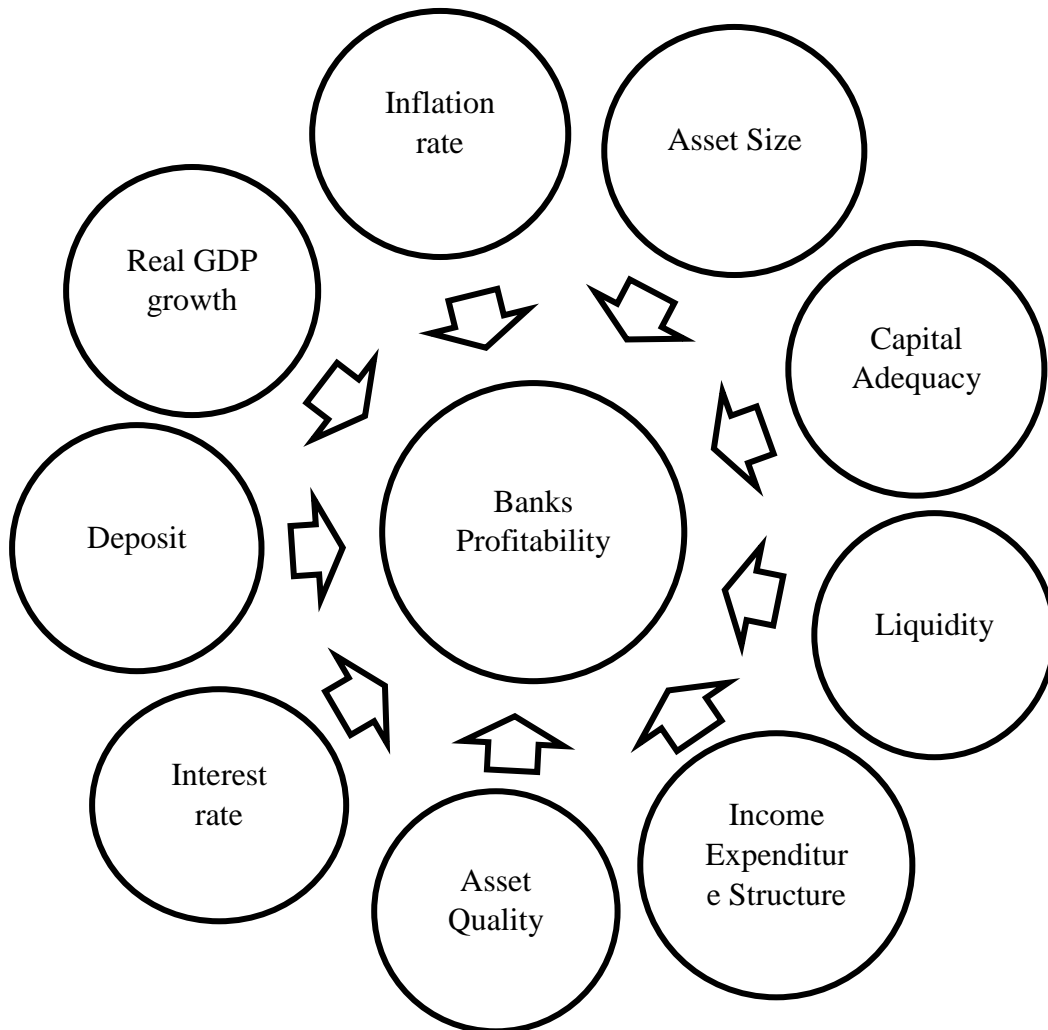 Inflation
rate
Asset Size
Real GDP
growth
Capital
Adequacy
Banks
Profitability
Deposit
Liquidity
Interest
rate
Income
Expenditur
e Structure
Asset
Quality